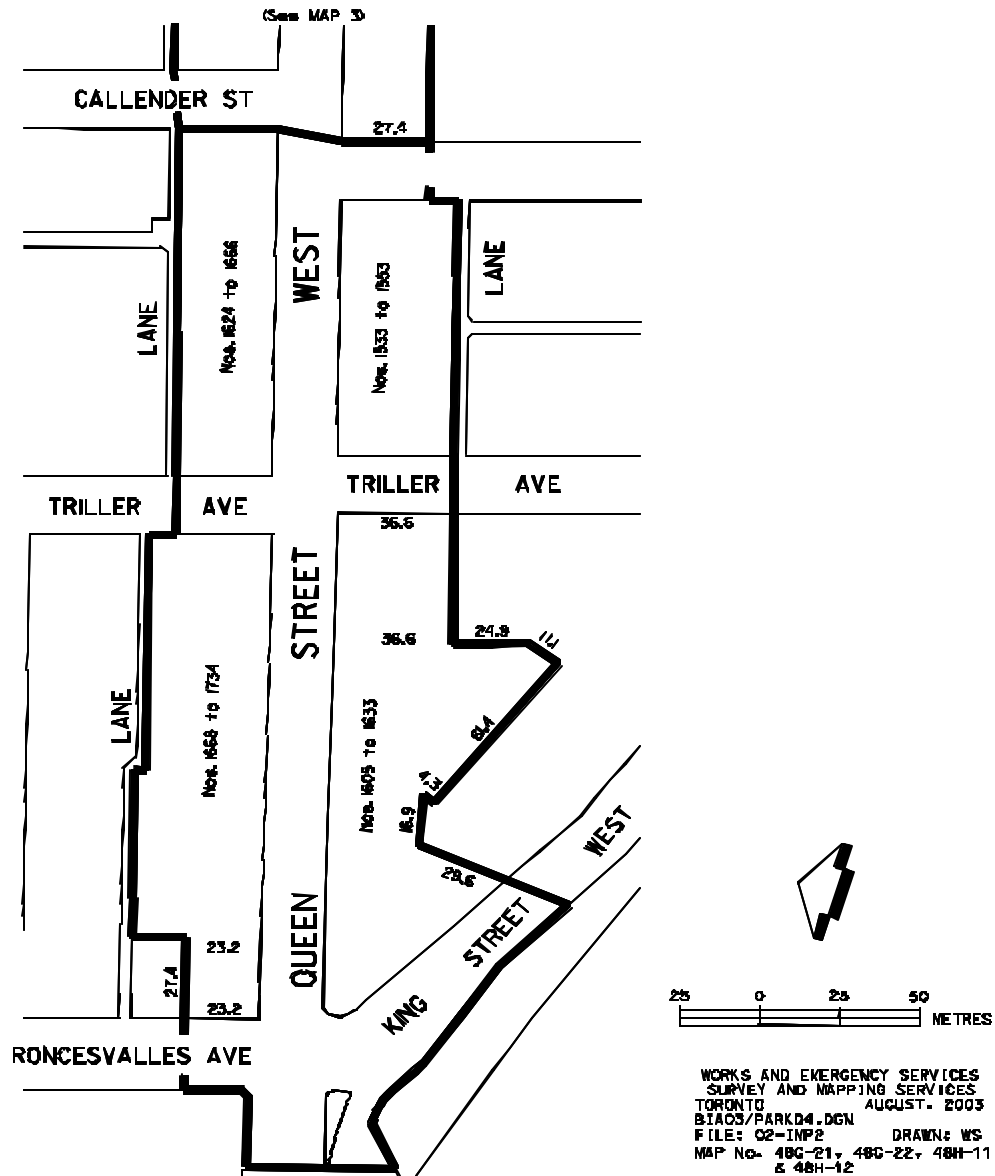 (See MAP 3)
CALLENDER ST
27.4
WEST
LANE
LANE
Nos. 1624 to 1666
Nos. 1533 to 1553
TRILLER AVE
TRILLER AVE
36.6
STREET
36.6
24.9
LANE
Nos. 1668 to 1734
Nos. 1605 to 1633
61.4
4.3
16.9
29.6
WEST
STREET
KING
QUEEN
23.2
27.4
23.2
RONCESVALLES AVE
25 0 25 50
METRES
WORKS AND EMERGENCY SERVICES
SURVEY AND MAPPING SERVICES
TORONTO AUGUST. 2003
BIA03/PARKD4.DGN
FILE: 02-IMP2 DRAWN: WS
MAP No. 48G-21, 48G-22, 48H-11
& 48H-12